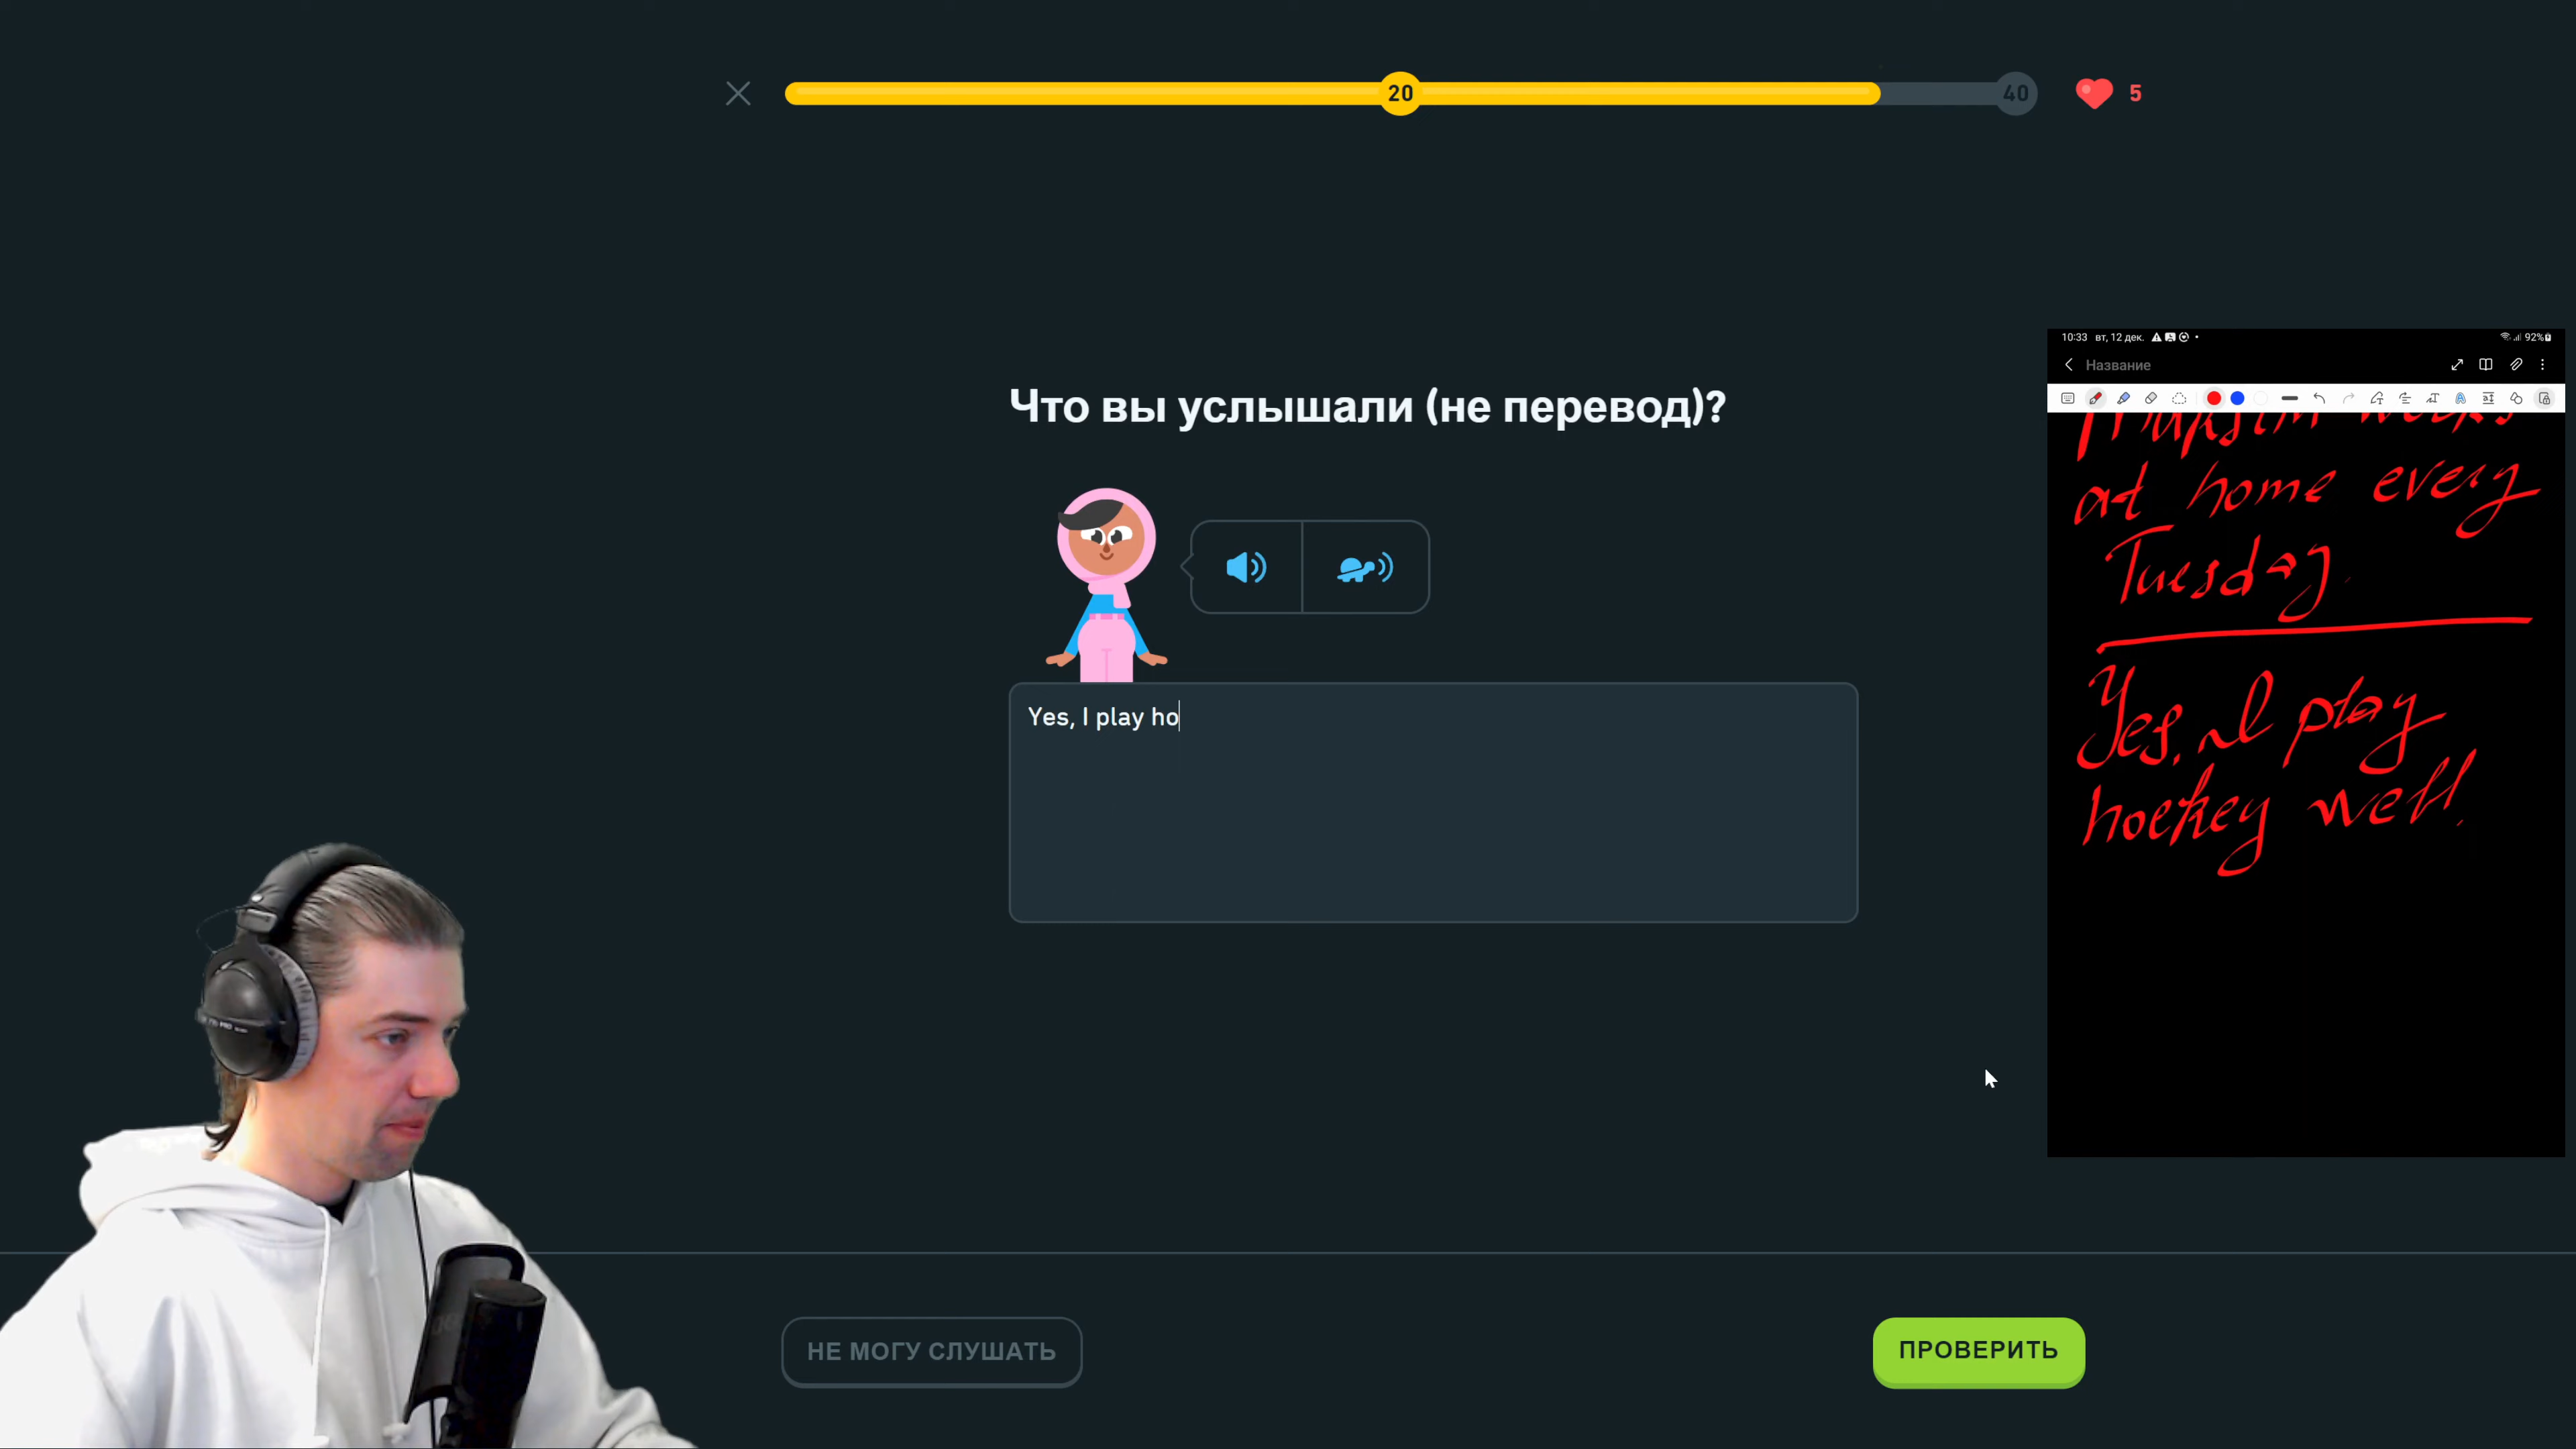 20
40
5
Что вы услышали (не перевод)?
Yes, I play ho
НЕ МОГУ СЛУШАТЬ
ПРОВЕРИТЬ
10:33 вт, 12 дек.
92%
Название
at home every
Tuesday.
Yes, I play
hockey well.